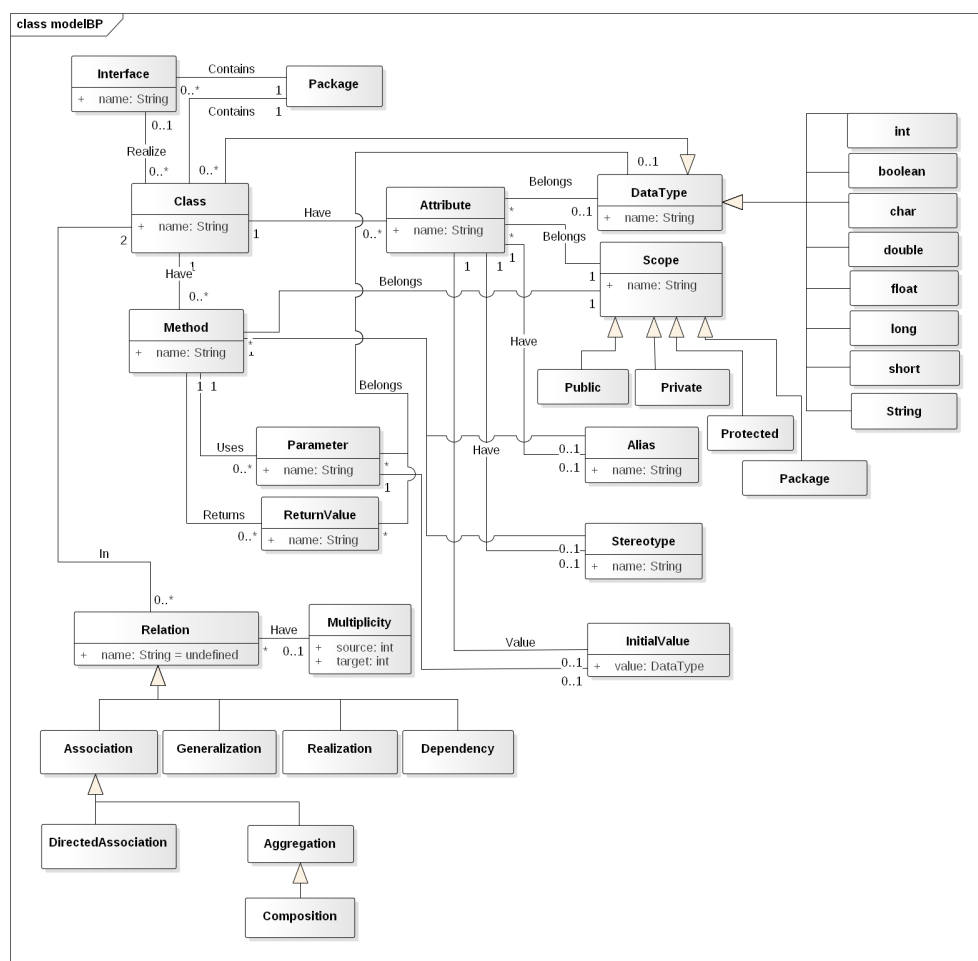 class modelBP
Interface
+ name: String
Contains
0..*
1
Package
Contains
1
0..1
Realize
0..*
0..*
Class
+ name: String
2
1
Have
0..*
Attribute
+ name: String
Belongs
*
0..1
0..1
DataType
+ name: String
int
boolean
char
double
float
long
short
String
*
Belongs
1
Scope
+ name: String
1
1
1
Have
1
Have
0..*
Belongs
1
Method
+ name: String
*
1
Public
Private
Protected
Package
1
1
Belongs
Uses
0..*
Parameter
+ name: String
*
1
Have
0..1
0..1
Alias
+ name: String
Returns
0..*
ReturnValue
+ name: String
*
0..1
0..1
Stereotype
+ name: String
In
0..*
Relation
+ name: String = undefined
Have
*
0..1
Multiplicity
+ source: int
+ target: int
Value
0..1
0..1
InitialValue
+ value: DataType
Association
Generalization
Realization
Dependency
DirectedAssociation
Aggregation
Composition